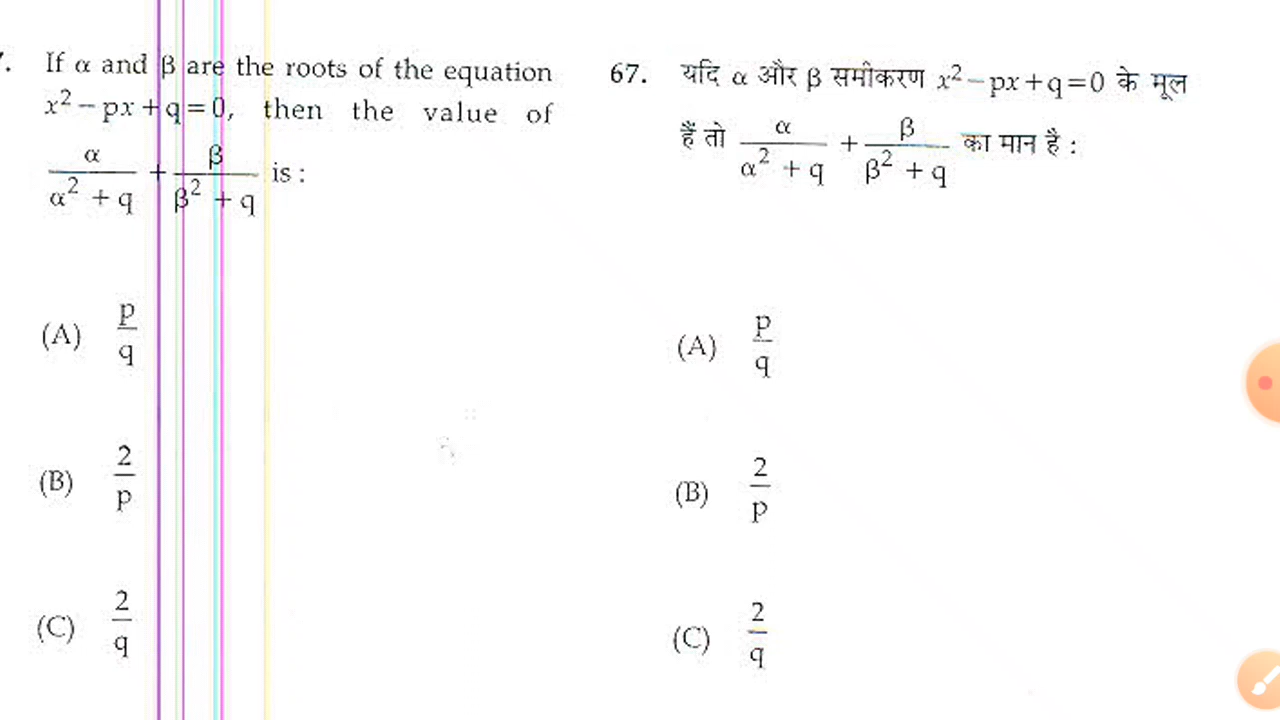 7. If α and β are the roots of the equation
x² − px + q = 0, then the value of
α/(α² + q) + β/(β² + q) is :
(A) p/q
(B) 2/p
(C) 2/q
67. यदि α और β समीकरण x² − px + q = 0 के मूल
हैं तो α/(α² + q) + β/(β² + q) का मान है :
(A) p/q
(B) 2/p
(C) 2/q